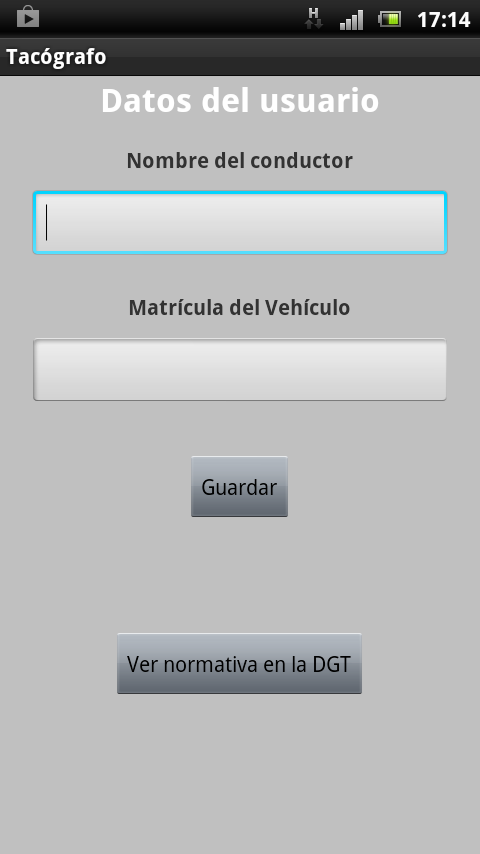 H
17:14
Tacógrafo
Datos del usuario
Nombre del conductor
Matrícula del Vehículo
Guardar
Ver normativa en la DGT